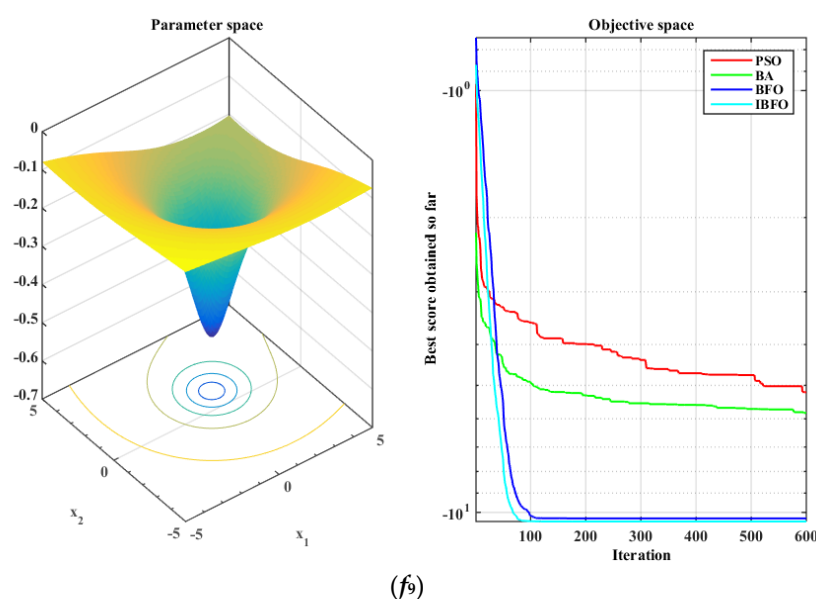 Parameter space
0
-0.1
-0.2
-0.3
-0.4
-0.5
-0.6
-0.7
5
0
-5
x2
-5
0
5
x1
Objective space
Best score obtained so far
-10^0
-10^1
PSO
BA
BFO
IBFO
100 200 300 400 500 600
Iteration
(f9)